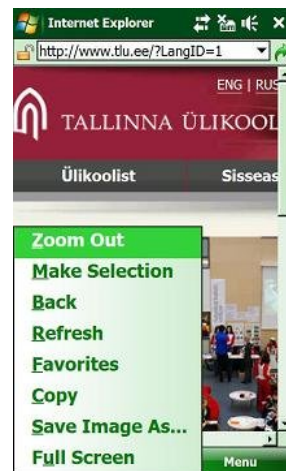 Internet Explorer
http://www.tlu.ee/?LangID=1
ENG | RUS
TALLINNA ÜLIKOOL
Ülikoolist Sisseas
Zoom Out
Make Selection
Back
Refresh
Favorites
Copy
Save Image As...
Full Screen
Menu